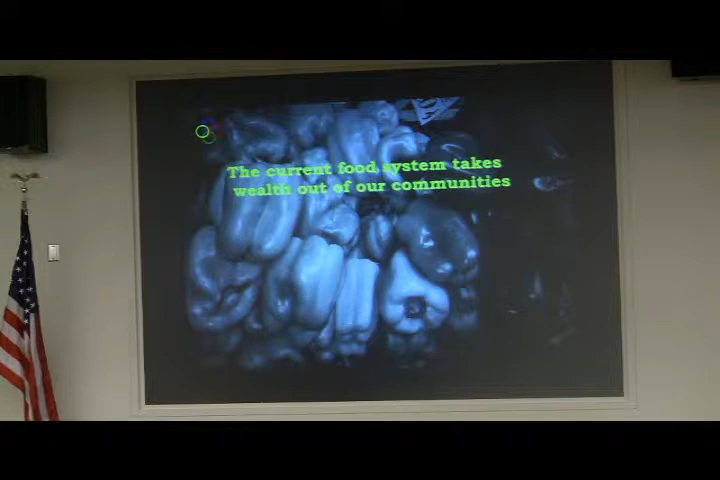 The current food system takes
wealth out of our communities